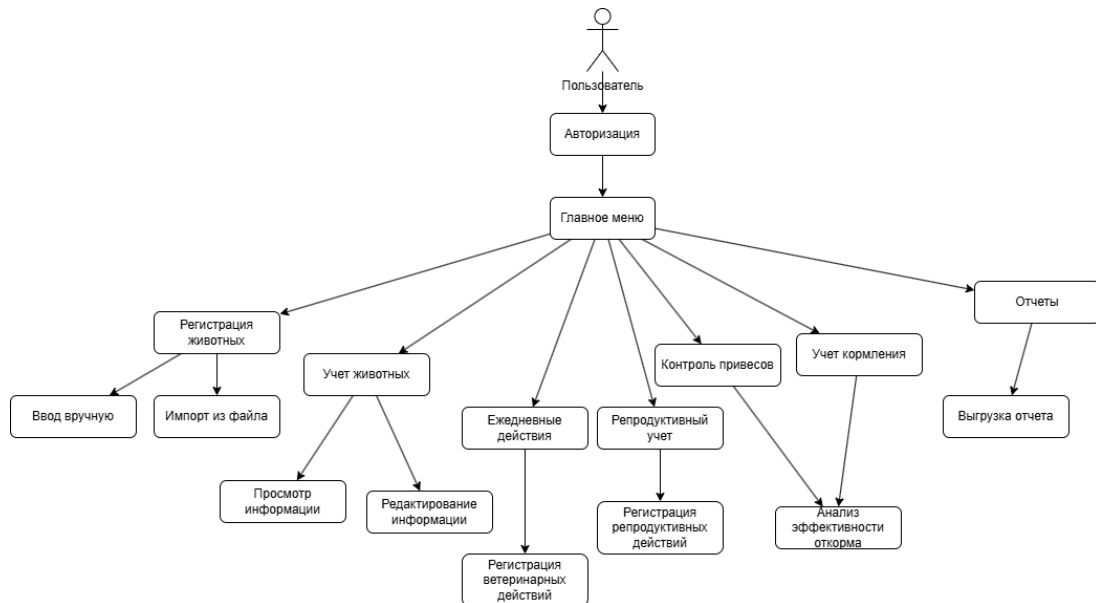 Пользователь
Авторизация
Главное меню
Отчеты
Регистрация
животных
Учет кормления
Контроль привесов
Учет животных
Ввод вручную
Импорт из файла
Ежедневные
действия
Репродуктивный
учет
Выгрузка отчета
Просмотр
информации
Редактирование
информации
Регистрация
репродуктивных
действий
Анализ
эффективности
откорма
Регистрация
ветеринарных
действий